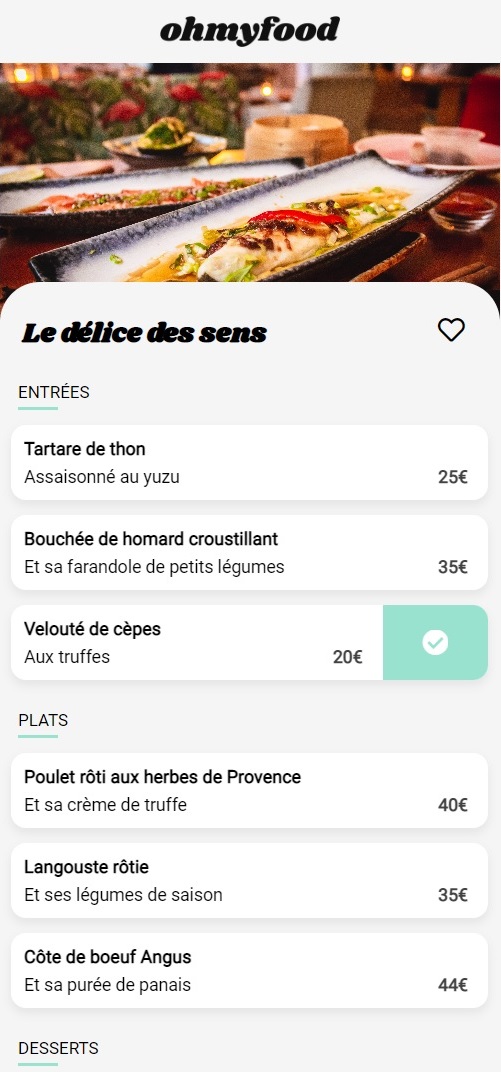 ohmyfood
Le délice des sens
ENTRÉES
Tartare de thon
Assaisonné au yuzu 25€
Bouchée de homard croustillant
Et sa farandole de petits légumes 35€
Velouté de cèpes
Aux truffes 20€
PLATS
Poulet rôti aux herbes de Provence
Et sa crème de truffe 40€
Langouste rôtie
Et ses légumes de saison 35€
Côte de boeuf Angus
Et sa purée de panais 44€
DESSERTS